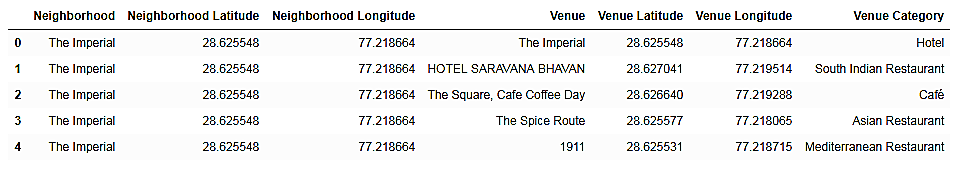 Neighborhood Neighborhood Latitude Neighborhood Longitude Venue Venue Latitude Venue Longitude Venue Category
0 The Imperial 28.625548 77.218664 The Imperial 28.625548 77.218664 Hotel
1 The Imperial 28.625548 77.218664 HOTEL SARAVANA BHAVAN 28.627041 77.219514 South Indian Restaurant
2 The Imperial 28.625548 77.218664 The Square, Cafe Coffee Day 28.626640 77.219288 Café
3 The Imperial 28.625548 77.218664 The Spice Route 28.625577 77.218065 Asian Restaurant
4 The Imperial 28.625548 77.218664 1911 28.625531 77.218715 Mediterranean Restaurant